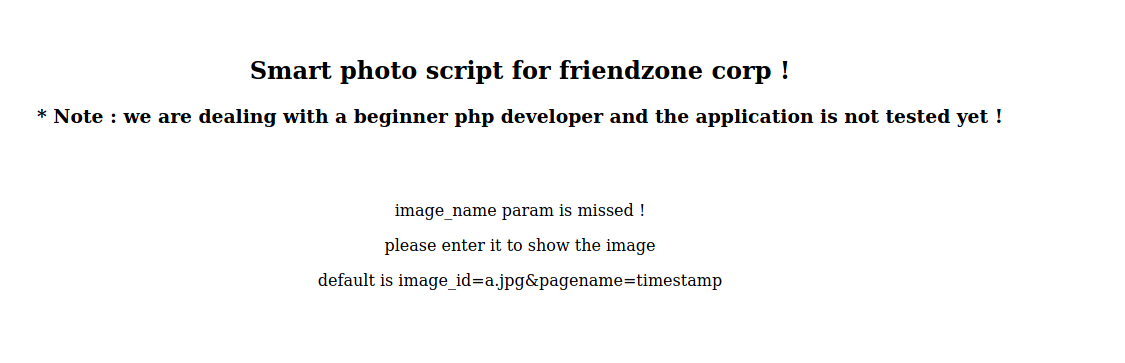 Smart photo script for friendzone corp !
* Note : we are dealing with a beginner php developer and the application is not tested yet !
image_name param is missed !
please enter it to show the image
default is image_id=a.jpg&pagename=timestamp